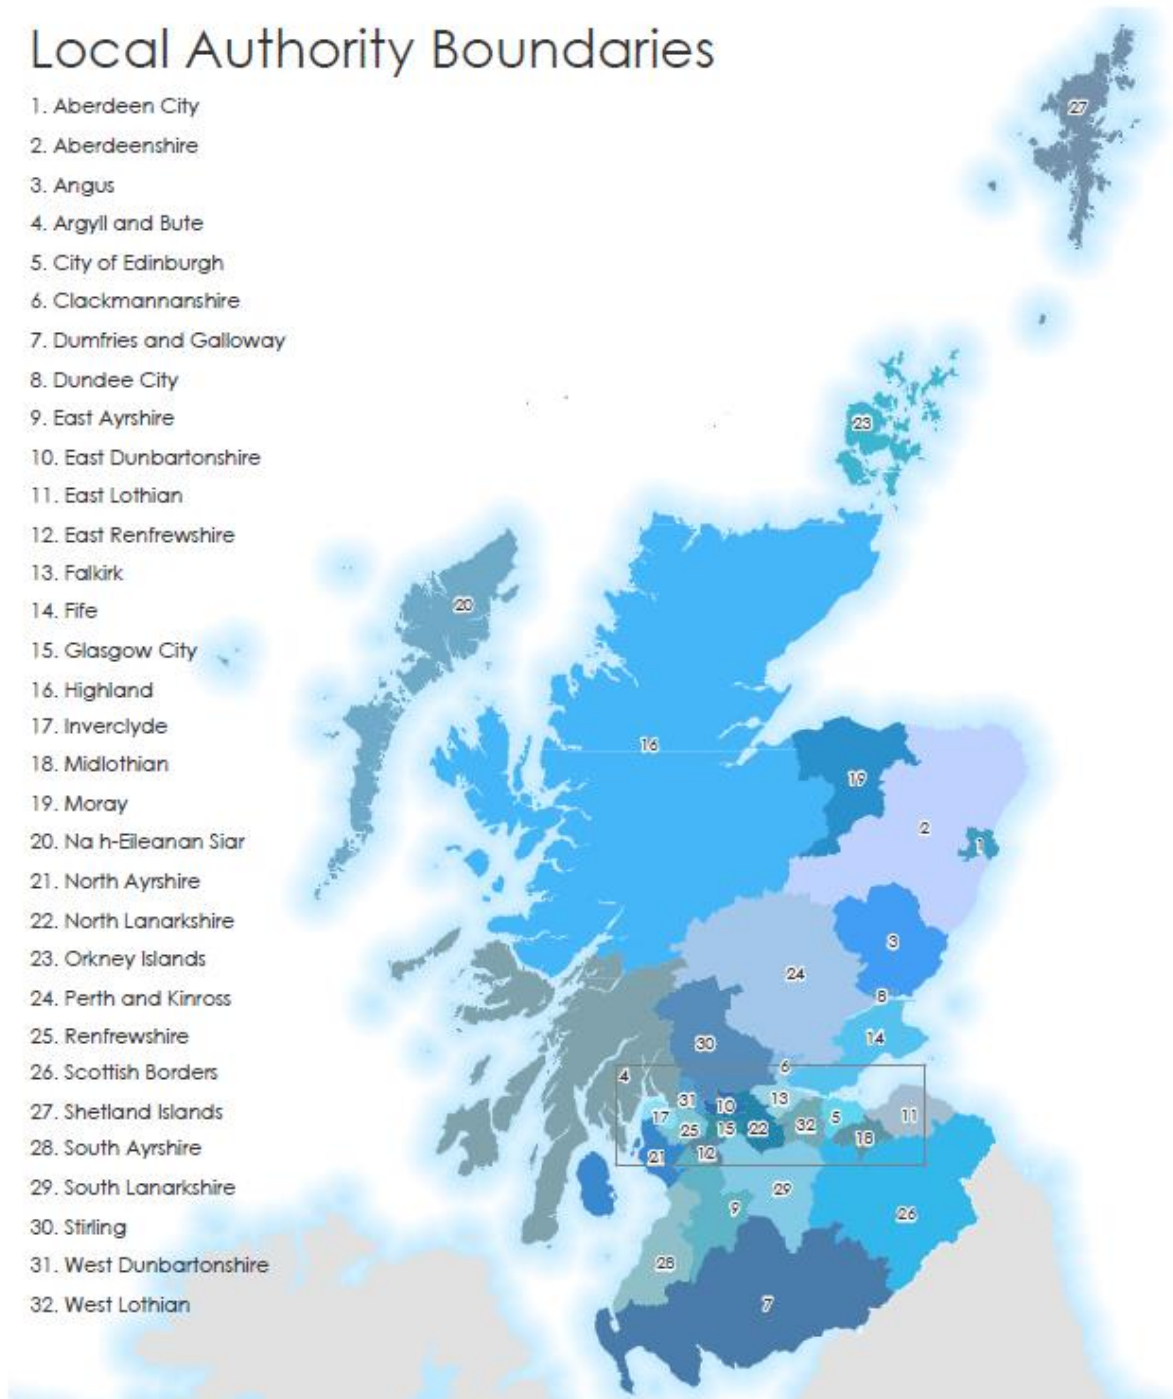 Local Authority Boundaries
1. Aberdeen City
2. Aberdeenshire
3. Angus
4. Argyll and Bute
5. City of Edinburgh
6. Clackmannanshire
7. Dumfries and Galloway
8. Dundee City
9. East Ayrshire
10. East Dunbartonshire
11. East Lothian
12. East Renfrewshire
13. Falkirk
14. Fife
15. Glasgow City
16. Highland
17. Inverclyde
18. Midlothian
19. Moray
20. Na h-Eileanan Siar
21. North Ayrshire
22. North Lanarkshire
23. Orkney Islands
24. Perth and Kinross
25. Renfrewshire
26. Scottish Borders
27. Shetland Islands
28. South Ayrshire
29. South Lanarkshire
30. Stirling
31. West Dunbartonshire
32. West Lothian
27
23
20
16
19
2
1
3
24
8
14
30
6
4
31
10
13
17
25
15
22
32
5
11
18
21
12
29
9
26
28
7